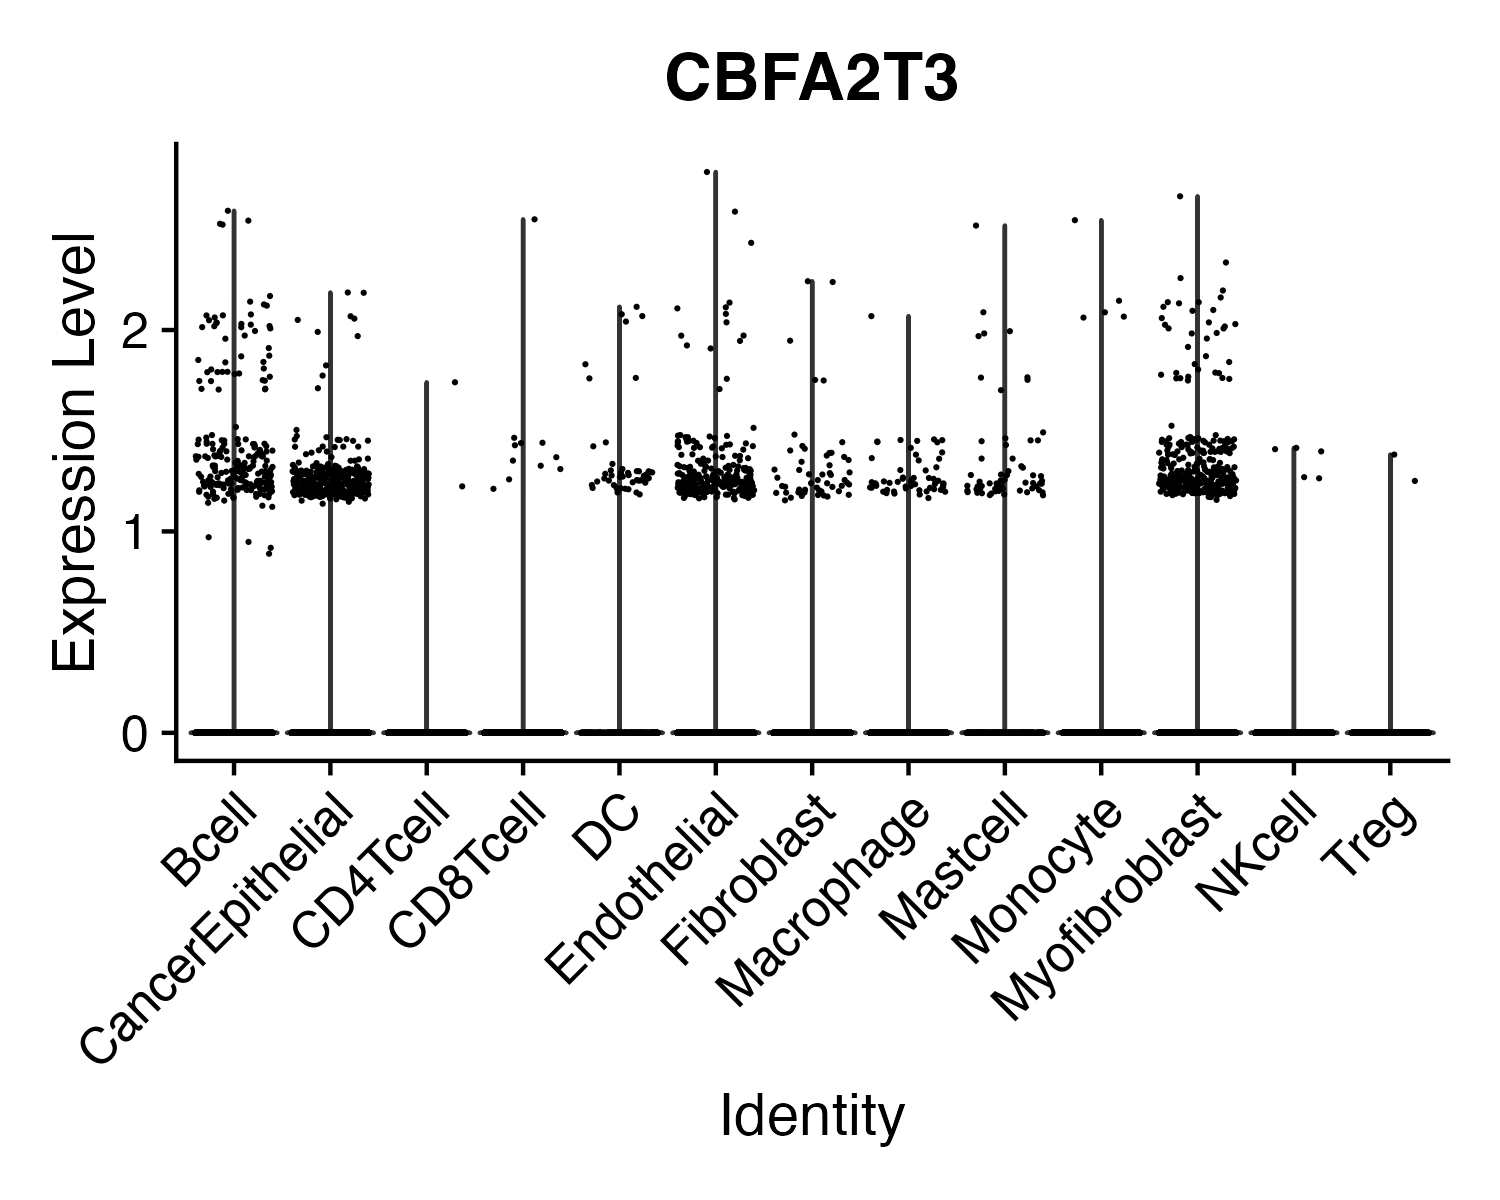 CBFA2T3
Expression Level
2
1
0
Bcell
CancerEpithelial
CD4Tcell
CD8Tcell
DC
Endothelial
Fibroblast
Macrophage
Mastcell
Monocyte
Myofibroblast
NKcell
Treg
Identity